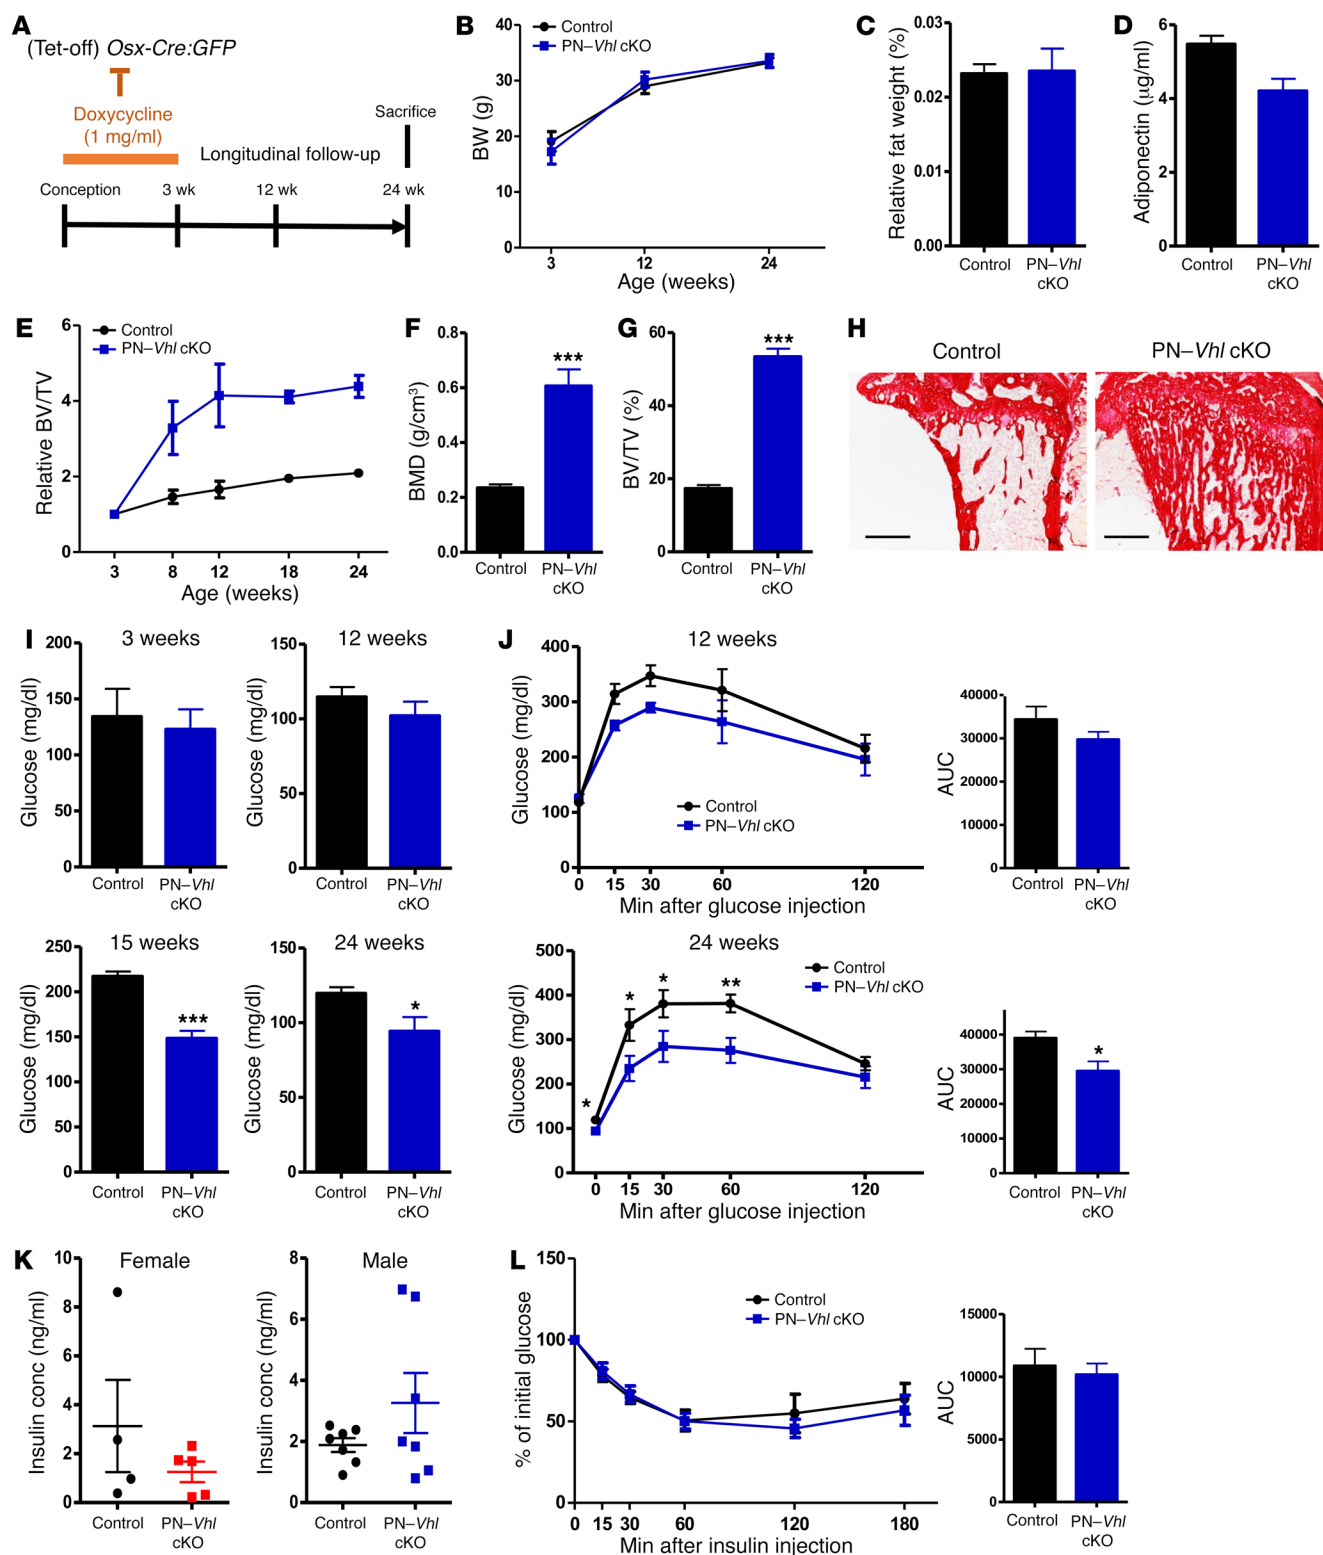 A
(Tet-off) Osx-Cre:GFP
Doxycycline
(1 mg/ml)
Sacrifice
Longitudinal follow-up
Conception 3 wk 12 wk 24 wk
B
BW (g)
40
30
20
10
0
Control
PN–Vhl cKO
3 12 24
Age (weeks)
C
Relative fat weight (%)
0.03
0.02
0.01
0.00
Control PN–Vhl
cKO
D
Adiponectin (µg/ml)
6
4
2
0
Control PN–Vhl
cKO
E
Relative BV/TV
6
4
2
0
Control
PN–Vhl cKO
3 8 12 18 24
Age (weeks)
F
BMD (g/cm³)
0.8
0.6
0.4
0.2
0.0
***
Control PN–Vhl
cKO
G
BV/TV (%)
60
40
20
0
***
Control PN–Vhl
cKO
H
Control PN–Vhl cKO
I
3 weeks
Glucose (mg/dl)
200
150
100
50
0
Control PN–Vhl
cKO
12 weeks
Glucose (mg/dl)
150
100
50
0
Control PN–Vhl
cKO
15 weeks
Glucose (mg/dl)
250
200
150
100
50
0
***
Control PN–Vhl
cKO
24 weeks
Glucose (mg/dl)
150
100
50
0
*
Control PN–Vhl
cKO
J
12 weeks
Glucose (mg/dl)
400
300
200
100
0
Control
PN–Vhl cKO
0 15 30 60 120
Min after glucose injection
AUC
40000
30000
20000
10000
0
Control PN–Vhl
cKO
24 weeks
Glucose (mg/dl)
500
400
300
200
100
0
Control
PN–Vhl cKO
* * * **
0 15 30 60 120
Min after glucose injection
AUC
40000
30000
20000
10000
0
*
Control PN–Vhl
cKO
K
Female
Insulin conc (ng/ml)
10
8
6
4
2
0
Control PN–Vhl
cKO
Male
Insulin conc (ng/ml)
8
6
4
2
0
Control PN–Vhl
cKO
L
% of initial glucose
150
100
50
0
Control
PN–Vhl cKO
0 15 30 60 120 180
Min after insulin injection
AUC
15000
10000
5000
0
Control PN–Vhl
cKO